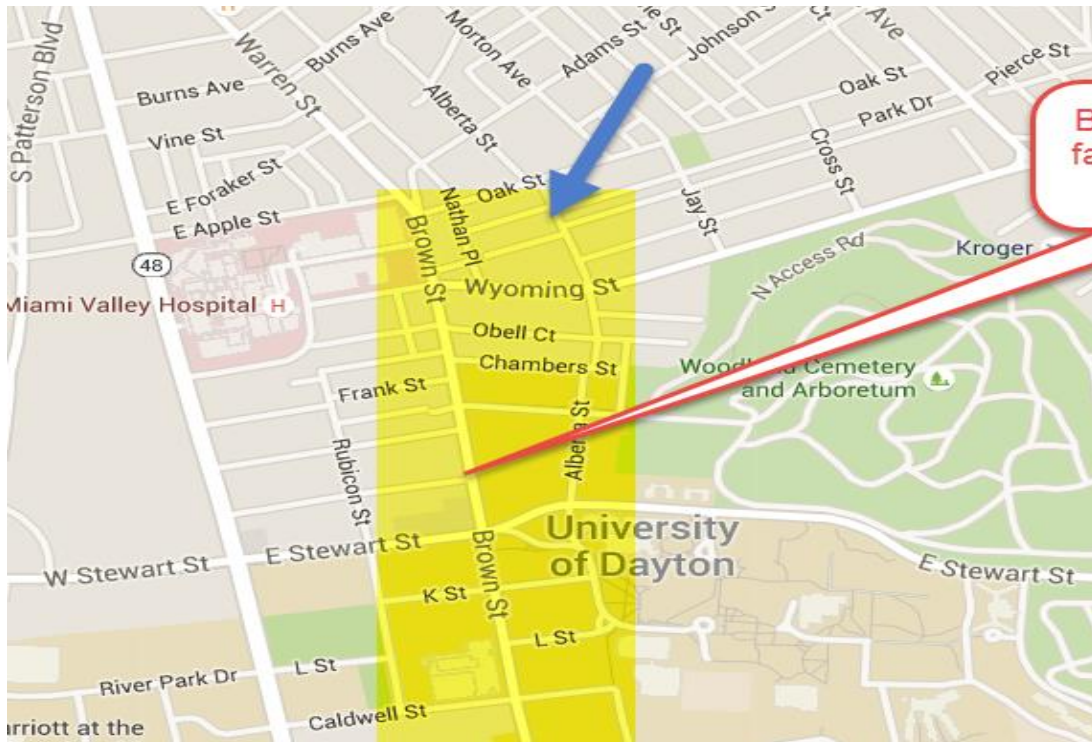 S Patterson Blvd
Warren St
Burns Ave
Burns Ave
Morton Ave
Adams St
Johnson
Ct
Ave
Pierce St
Oak St
Park Dr
Alberta St
Vine St
Cross St
E Foraker St
E Apple St
Nathan Pl
Oak St
Jay St
Brown St
48
Miami Valley Hospital
H
Wyoming St
N Access Rd
Kroger
Obell Ct
Chambers St
Frank St
Cemetery
and Arboretum
Alberta St
Rubicon St
E Stewart St
W Stewart St
University
of Dayton
E Stewart St
Brown St
K St
L St
L St
River Park Dr
Caldwell St
arriott at the